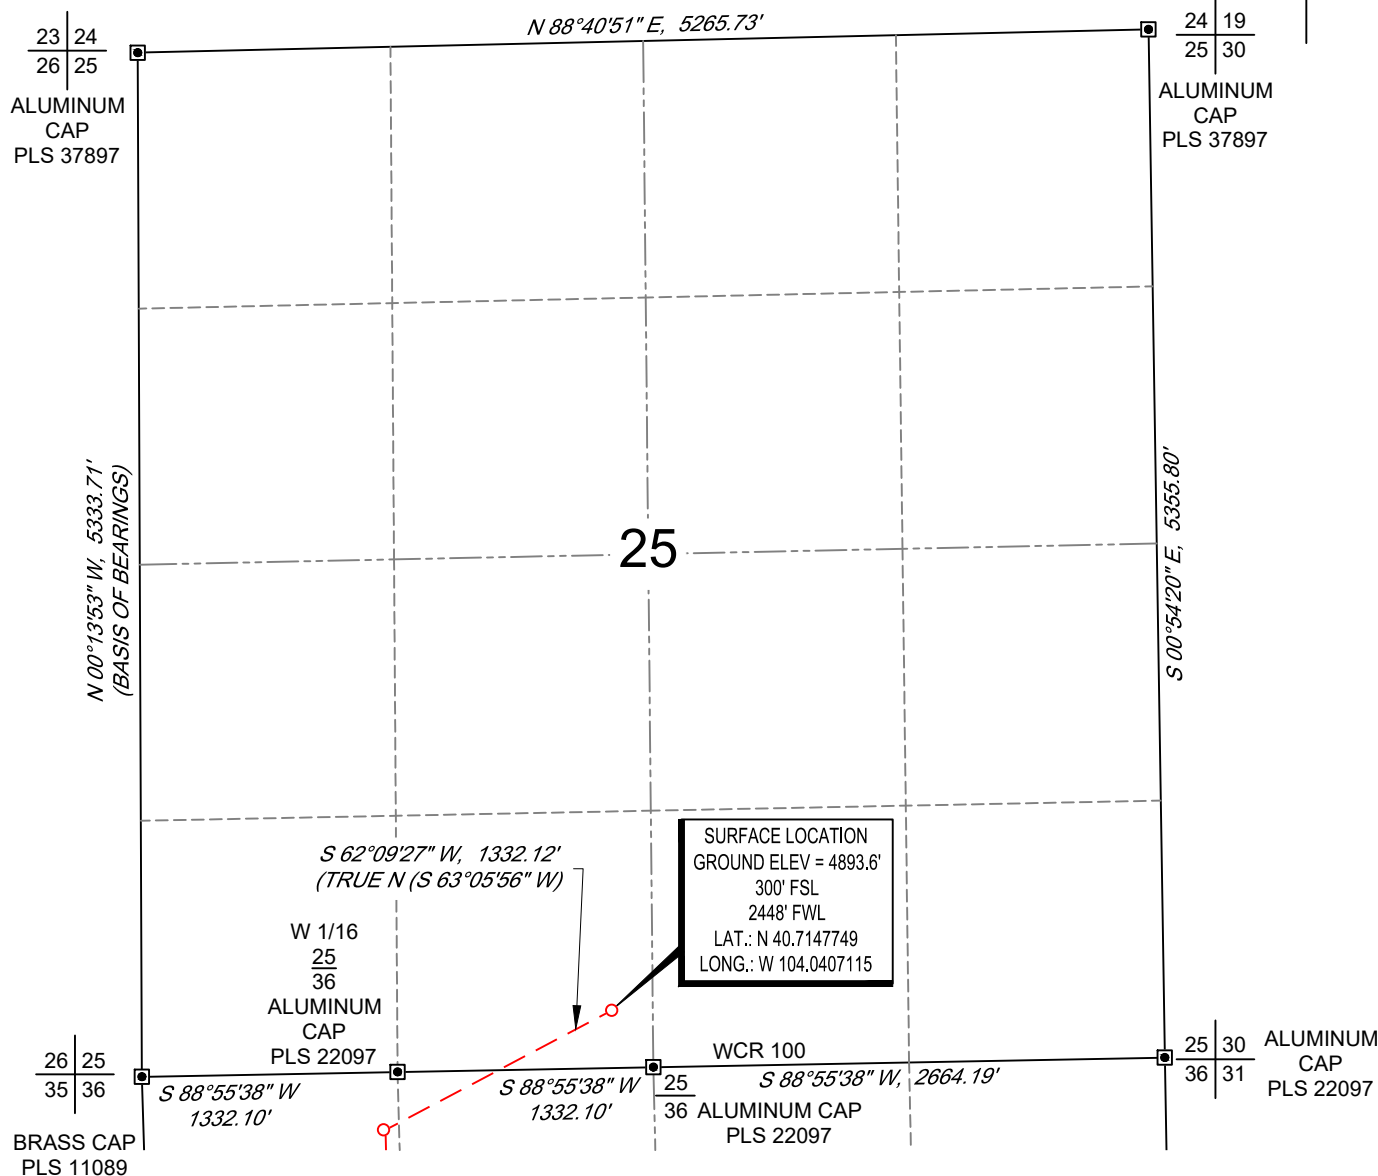 N 88°40'51" E, 5265.73'
23 24
26 25
ALUMINUM
CAP
PLS 37897
24 19
25 30
ALUMINUM
CAP
PLS 37897
N 00°13'53" W, 5333.71'
(BASIS OF BEARINGS)
25
S 00°54'20" E, 5355.80'
S 62°09'27" W, 1332.12'
(TRUE N (S 63°05'56" W)
SURFACE LOCATION
GROUND ELEV = 4893.6'
300' FSL
2448' FWL
LAT.: N 40.7147749
LONG.: W 104.0407115
W 1/16
25
36
ALUMINUM
CAP
PLS 22097
26 25
35 36
BRASS CAP
PLS 11089
S 88°55'38" W
1332.10'
S 88°55'38" W
1332.10'
25
36
ALUMINUM CAP
PLS 22097
WCR 100
S 88°55'38" W, 2664.19'
25 30
36 31
ALUMINUM
CAP
PLS 22097